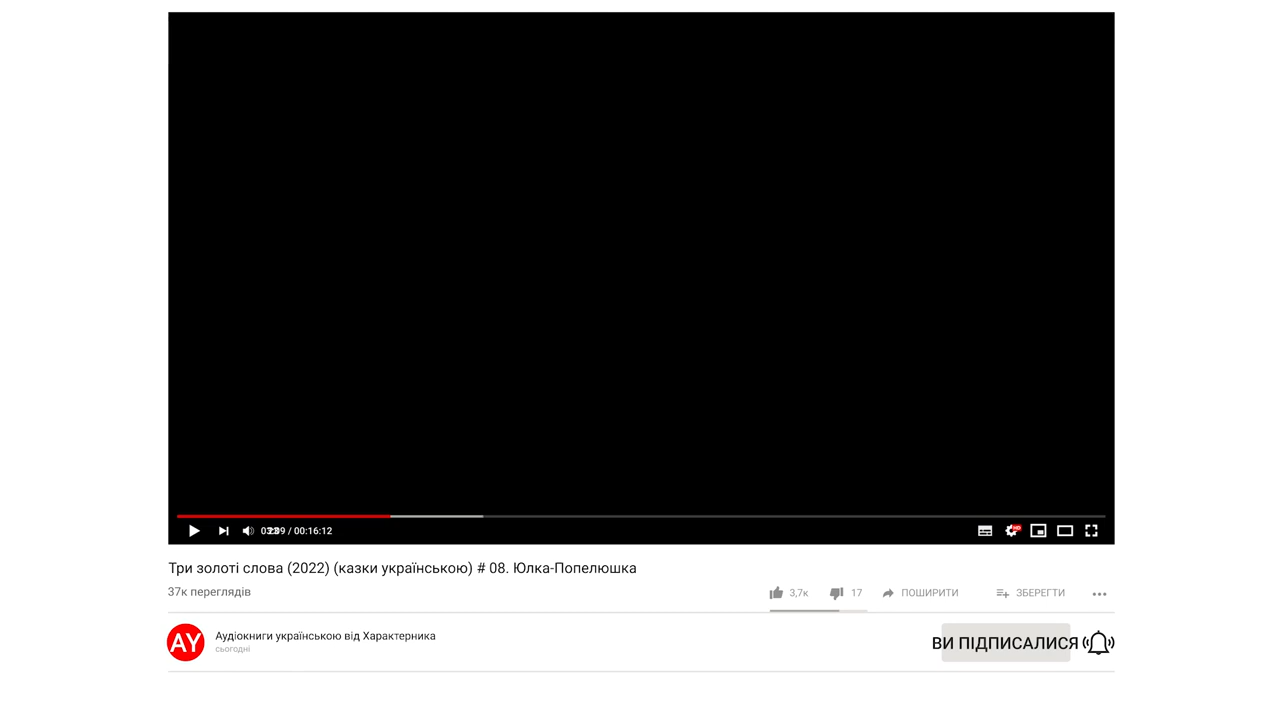 / 00:16:12
HD
Три золоті слова (2022) (казки українською) # 08. Юлка-Попелюшка
37к переглядів
3,7к
17
ПОШИРИТИ
ЗБЕРЕГТИ
AY
Аудіокниги українською від Характерника
сьогодні
ВИ ПІДПИСАЛИСЯ